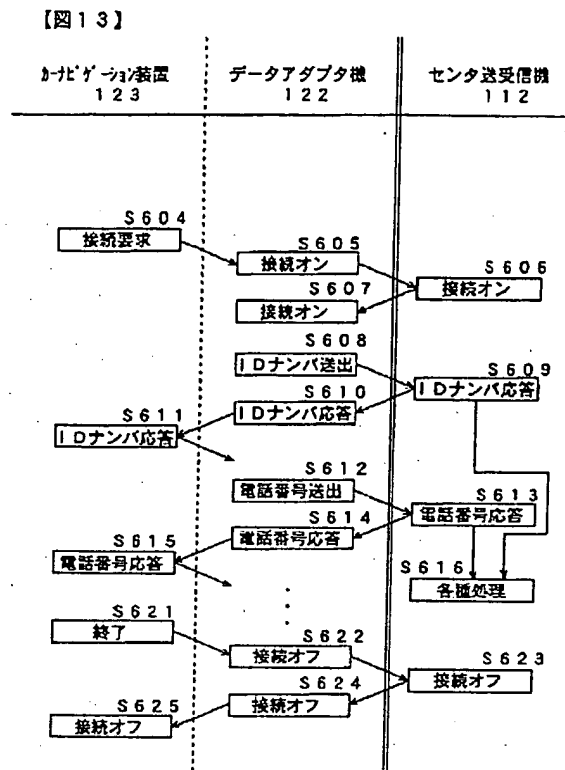 【図１３】
カーナビゲーション装置 データアダプタ機 センタ送受信機
１２３ １２２ １１２
Ｓ６０４
接続要求
Ｓ６０５
接続オン
Ｓ６０６
接続オン
Ｓ６０７
接続オン
Ｓ６０８
ＩＤナンバ送出
Ｓ６０９
ＩＤナンバ応答
Ｓ６１０
ＩＤナンバ応答
Ｓ６１１
ＩＤナンバ応答
Ｓ６１２
電話番号送出
Ｓ６１３
電話番号応答
Ｓ６１４
電話番号応答
Ｓ６１５
電話番号応答
Ｓ６１６
各種処理
Ｓ６２１
終了
Ｓ６２２
接続オフ
Ｓ６２３
接続オフ
Ｓ６２４
接続オフ
Ｓ６２５
接続オフ